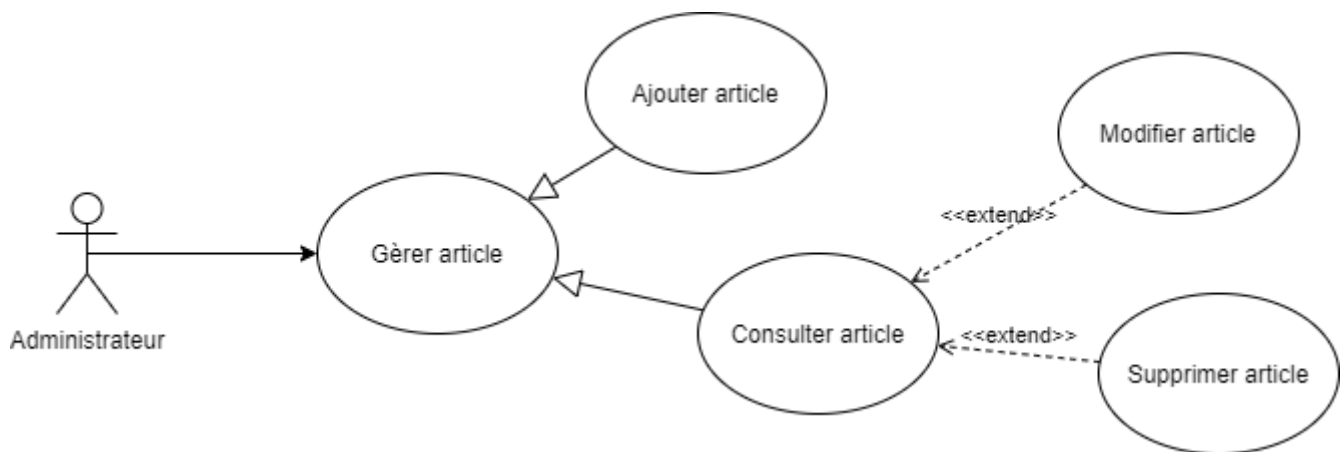 Ajouter article
Modifier article
<<extend>>
Gèrer article
Consulter article
<<extend>>
Administrateur
Supprimer article